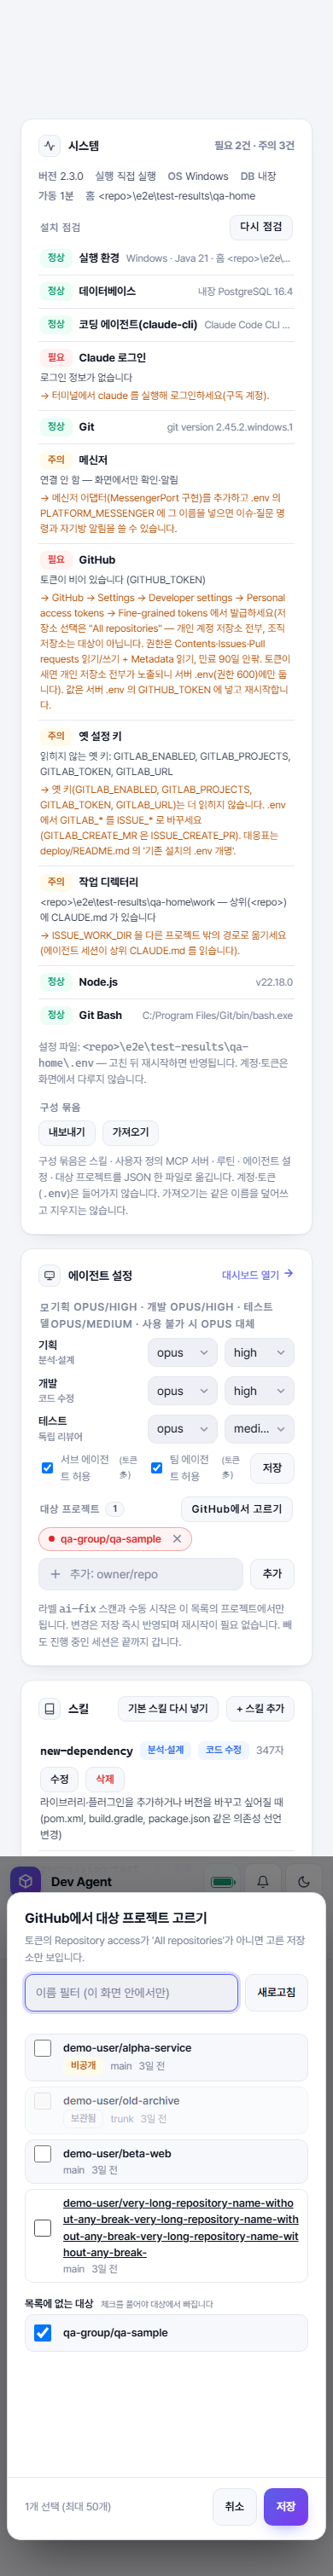 시스템
필요 2건 · 주의 3건
버전 2.3.0 실행 직접 실행 OS Windows DB 내장
가동 1분 홈 <repo>\e2e\test-results\qa-home
설치 점검
다시 점검
정상 실행 환경 Windows · Java 21 · 홈 <repo>\e2e\...
정상 데이터베이스 내장 PostgreSQL 16.4
정상 코딩 에이전트(claude-cli) Claude Code CLI ...
필요 Claude 로그인
로그인 정보가 없습니다
→ 터미널에서 claude 를 실행해 로그인하세요(구독 계정).
정상 Git git version 2.45.2.windows.1
주의 메신저
연결 안 함 — 화면에서만 확인·알림
→ 메신저 어댑터(MessengerPort 구현)를 추가하고 .env 의
PLATFORM_MESSENGER 에 그 이름을 넣으면 이슈·질문 명
령과 자기방 알림을 쓸 수 있습니다.
필요 GitHub
토큰이 비어 있습니다 (GITHUB_TOKEN)
→ GitHub → Settings → Developer settings → Personal
access tokens → Fine-grained tokens 에서 발급하세요(저
장소 선택은 "All repositories" — 개인 계정 저장소 전부, 조직
저장소는 대상이 아닙니다. 권한은 Contents·Issues·Pull
requests 읽기/쓰기 + Metadata 읽기, 만료 90일 안팎. 토큰이
새면 개인 저장소 전부가 노출되니 서버 .env(권한 600)에만 둡
니다). 값은 서버 .env 의 GITHUB_TOKEN 에 넣고 재시작합니
다.
주의 옛 설정 키
읽히지 않는 옛 키: GITLAB_ENABLED, GITLAB_PROJECTS,
GITLAB_TOKEN, GITLAB_URL
→ 옛 키(GITLAB_ENABLED, GITLAB_PROJECTS,
GITLAB_TOKEN, GITLAB_URL)는 더 읽히지 않습니다. .env
에서 GITLAB_* 를 ISSUE_* 로 바꾸세요
(GITLAB_CREATE_MR 은 ISSUE_CREATE_PR). 대응표는
deploy/README.md 의 '기존 설치의 .env 개명'.
주의 작업 디렉터리
<repo>\e2e\test-results\qa-home\work — 상위(<repo>)
에 CLAUDE.md 가 있습니다
→ ISSUE_WORK_DIR 을 다른 프로젝트 밖의 경로로 옮기세요
(에이전트 세션이 상위 CLAUDE.md 를 읽습니다).
정상 Node.js v22.18.0
정상 Git Bash C:/Program Files/Git/bin/bash.exe
설정 파일: <repo>\e2e\test-results\qa-
home\.env — 고친 뒤 재시작하면 반영됩니다. 계정·토큰은
화면에서 다루지 않습니다.
구성 묶음
내보내기 가져오기
구성 묶음은 스킬 · 사용자 정의 MCP 서버 · 루틴 · 에이전트 설
정 · 대상 프로젝트를 JSON 한 파일로 옮깁니다. 계정·토큰
(.env)은 들어가지 않습니다. 가져오기는 같은 이름을 덮어쓰
고 지우지는 않습니다.
에이전트 설정
대시보드 열기 →
모 기획 OPUS/HIGH · 개발 OPUS/HIGH · 테스트
델 OPUS/MEDIUM · 사용 불가 시 OPUS 대체
기획 opus high
분석·설계
개발 opus high
코드 수정
테스트 opus medi...
독립 리뷰어
서브 에이전 (토큰 팀 에이전 (토큰 저장
트 허용 多) 트 허용 多)
대상 프로젝트 1
GitHub에서 고르기
qa-group/qa-sample ×
+ 추가: owner/repo 추가
라벨 ai-fix 스캔과 수동 시작은 이 목록의 프로젝트에서만
됩니다. 변경은 저장 즉시 반영되며 재시작이 필요 없습니다. 빼
도 진행 중인 세션은 끝까지 갑니다.
스킬
기본 스킬 다시 넣기 + 스킬 추가
new-dependency 분석·설계 코드 수정 347자
수정 삭제
라이브러리·플러그인을 추가하거나 버전을 바꾸고 싶어질 때
(pom.xml, build.gradle, package.json 같은 의존성 선언
변경)
Dev Agent
GitHub에서 대상 프로젝트 고르기
토큰의 Repository access가 'All repositories'가 아니면 고른 저장
소만 보입니다.
이름 필터 (이 화면 안에서만) 새로고침
demo-user/alpha-service
비공개 main 3일 전
demo-user/old-archive
보관됨 trunk 3일 전
demo-user/beta-web
main 3일 전
demo-user/very-long-repository-name-witho
ut-any-break-very-long-repository-name-with
out-any-break-very-long-repository-name-wit
hout-any-break-
main 3일 전
목록에 없는 대상 체크를 풀어야 대상에서 빠집니다
qa-group/qa-sample
1개 선택 (최대 50개)
취소 저장